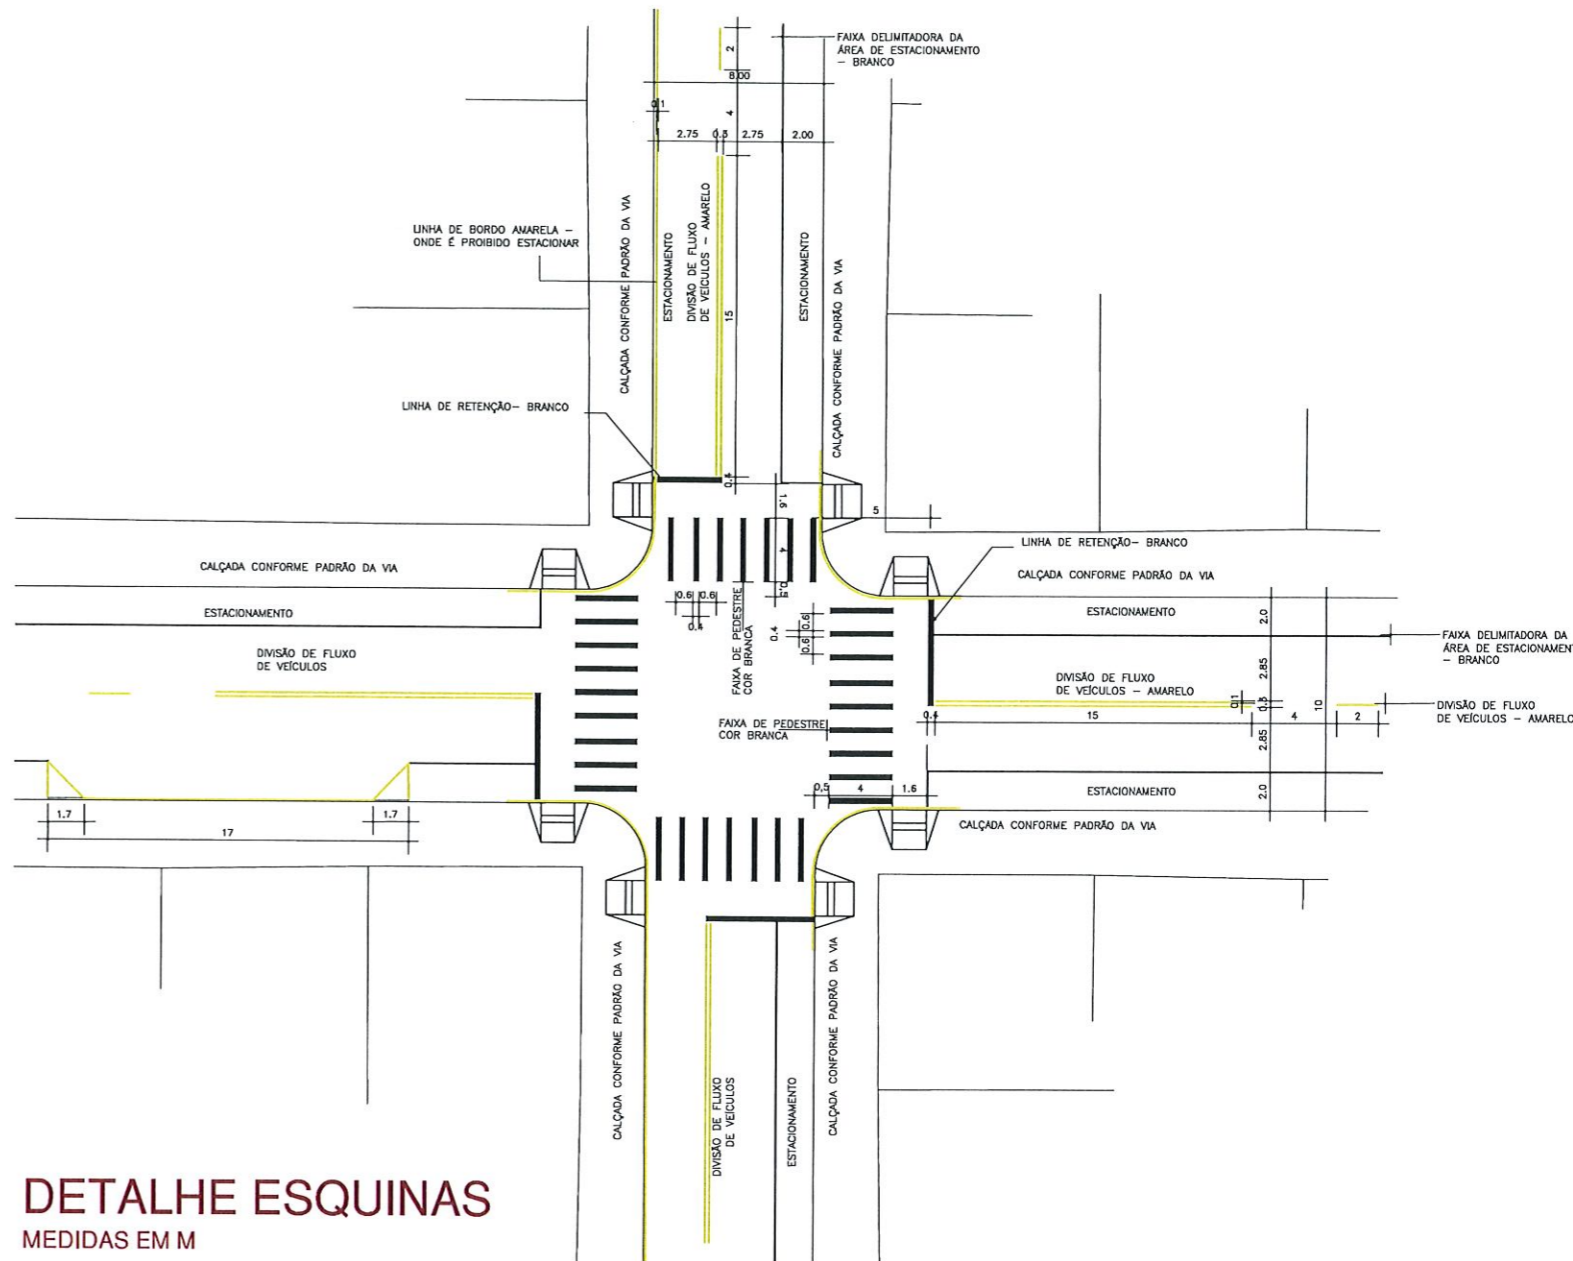 FAIXA DELIMITADORA DA
ÁREA DE ESTACIONAMENTO
– BRANCO
2
8.00
0.1
4
2.75
0.3
2.75
2.00
CALÇADA CONFORME PADRÃO DA VIA
ESTACIONAMENTO
DIVISÃO DE FLUXO
DE VEÍCULOS – AMARELO
15
ESTACIONAMENTO
CALÇADA CONFORME PADRÃO DA VIA
LINHA DE BORDO AMARELA –
ONDE É PROIBIDO ESTACIONAR
LINHA DE RETENÇÃO– BRANCO
0.4
1.6
5
4
0.5
LINHA DE RETENÇÃO– BRANCO
CALÇADA CONFORME PADRÃO DA VIA
CALÇADA CONFORME PADRÃO DA VIA
ESTACIONAMENTO
DIVISÃO DE FLUXO
DE VEÍCULOS
0.6
0.6
0.4
FAIXA DE PEDESTRE
COR BRANCA
0.6
0.4
0.6
FAIXA DE PEDESTRE
COR BRANCA
ESTACIONAMENTO
2.0
FAIXA DELIMITADORA DA
ÁREA DE ESTACIONAMENT
– BRANCO
2.85
DIVISÃO DE FLUXO
DE VEÍCULOS – AMARELO
0.1
0.3
10
DIVISÃO DE FLUXO
DE VEÍCULOS – AMARELO
0.4
15
4
2
2.85
ESTACIONAMENTO
2.0
0,5
4
1.6
CALÇADA CONFORME PADRÃO DA VIA
1.7
1.7
17
CALÇADA CONFORME PADRÃO DA VIA
DIVISÃO DE FLUXO
DE VEÍCULOS
ESTACIONAMENTO
CALÇADA CONFORME PADRÃO DA VIA
DETALHE ESQUINAS
MEDIDAS EM M